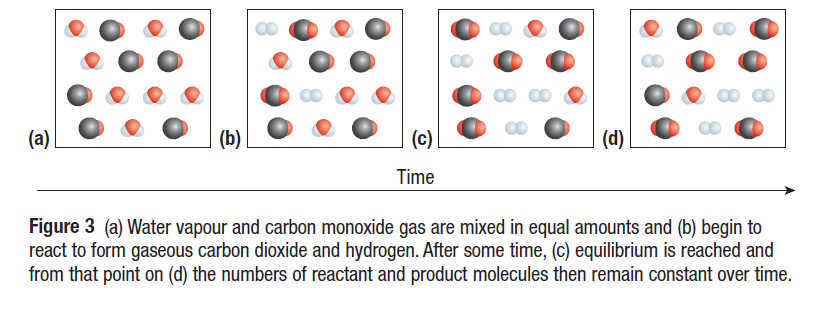 (a)
(b)
(c)
(d)
Time
Figure 3 (a) Water vapour and carbon monoxide gas are mixed in equal amounts and (b) begin to
react to form gaseous carbon dioxide and hydrogen. After some time, (c) equilibrium is reached and
from that point on (d) the numbers of reactant and product molecules then remain constant over time.